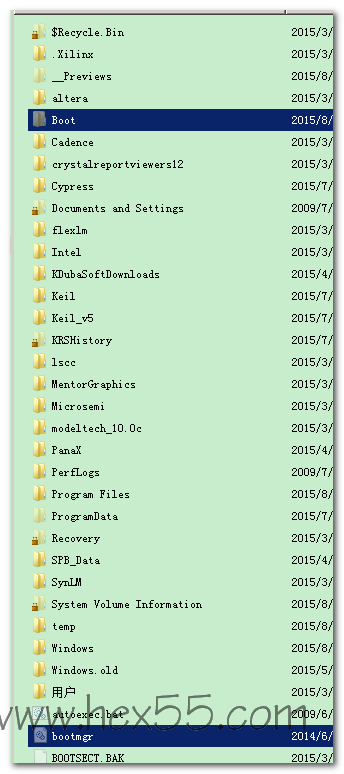 $Recycle.Bin 2015/3/
.Xilinx 2015/3/
__Previews 2015/8/
altera 2015/3/
Boot 2015/8/
Cadence 2015/3/
crystalreportviewers12 2015/3/
Cypress 2015/7/
Documents and Settings 2009/7/
flexlm 2015/3/
Intel 2015/3/
KDubaSoftDownloads 2015/4/
Keil 2015/7/
Keil_v5 2015/7/
KRSHistory 2015/7/
lscc 2015/3/
MentorGraphics 2015/3/
Microsemi 2015/3/
modeltech_10.0c 2015/3/
PanaX 2015/4/
PerfLogs 2009/7/
Program Files 2015/8/
ProgramData 2015/7/
Recovery 2015/3/
SPB_Data 2015/4/
SynLM 2015/3/
System Volume Information 2015/8/
temp 2015/8/
Windows 2015/8/
Windows.old 2015/5/
用户 2015/3/
autoexec.bat 2009/6/
www.hex55.com
bootmgr 2014/6/
BOOTSECT.BAK 2015/3/